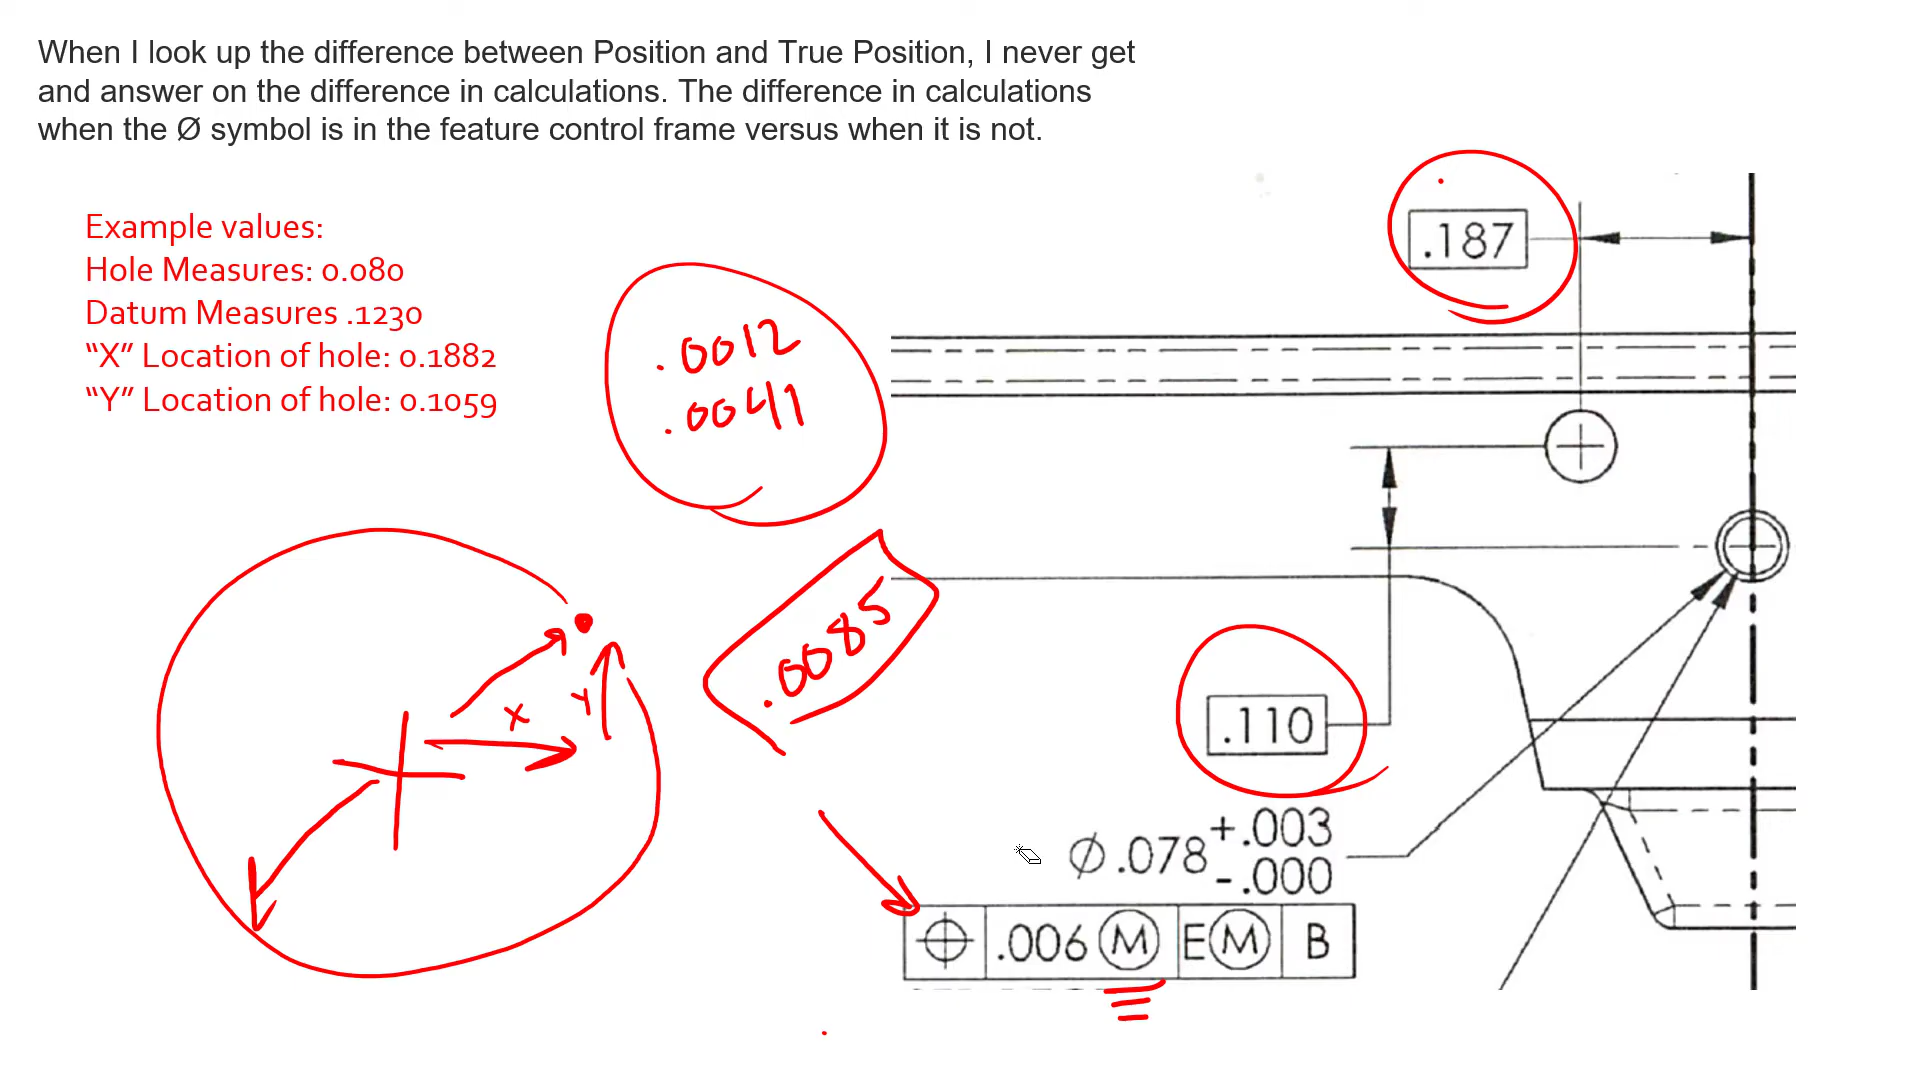 When I look up the difference between Position and True Position, I never get
and answer on the difference in calculations. The difference in calculations
when the Ø symbol is in the feature control frame versus when it is not.
Example values:
Hole Measures: 0.080
Datum Measures .1230
“X” Location of hole: 0.1882
“Y” Location of hole: 0.1059
.0012
.0041
.187
X
Y
.0085
.110
Ø.078 +.003
-.000
⌖ .006 Ⓜ E Ⓜ B